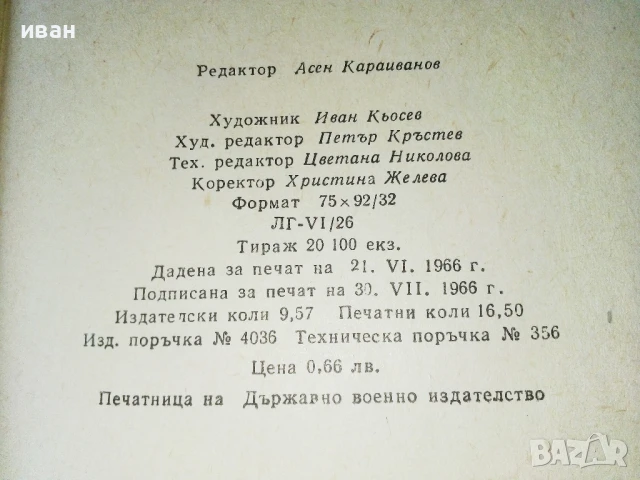 иван
Редактор Асен Караиванов
Художник Иван Кьосев
Худ. редактор Петър Кръстев
Тех. редактор Цветана Николова
Коректор Христина Желева
Формат 75×92/32
ЛГ-VI/26
Тираж 20 100 екз.
Дадена за печат на 21. VI. 1966 г.
Подписана за печат на 30. VII. 1966 г.
Издателски коли 9,57 Печатни коли 16,50
Изд. поръчка № 4036 Техническа поръчка № 356
Цена 0,66 лв.
Печатница на Държавно военно издателство
BAZAR